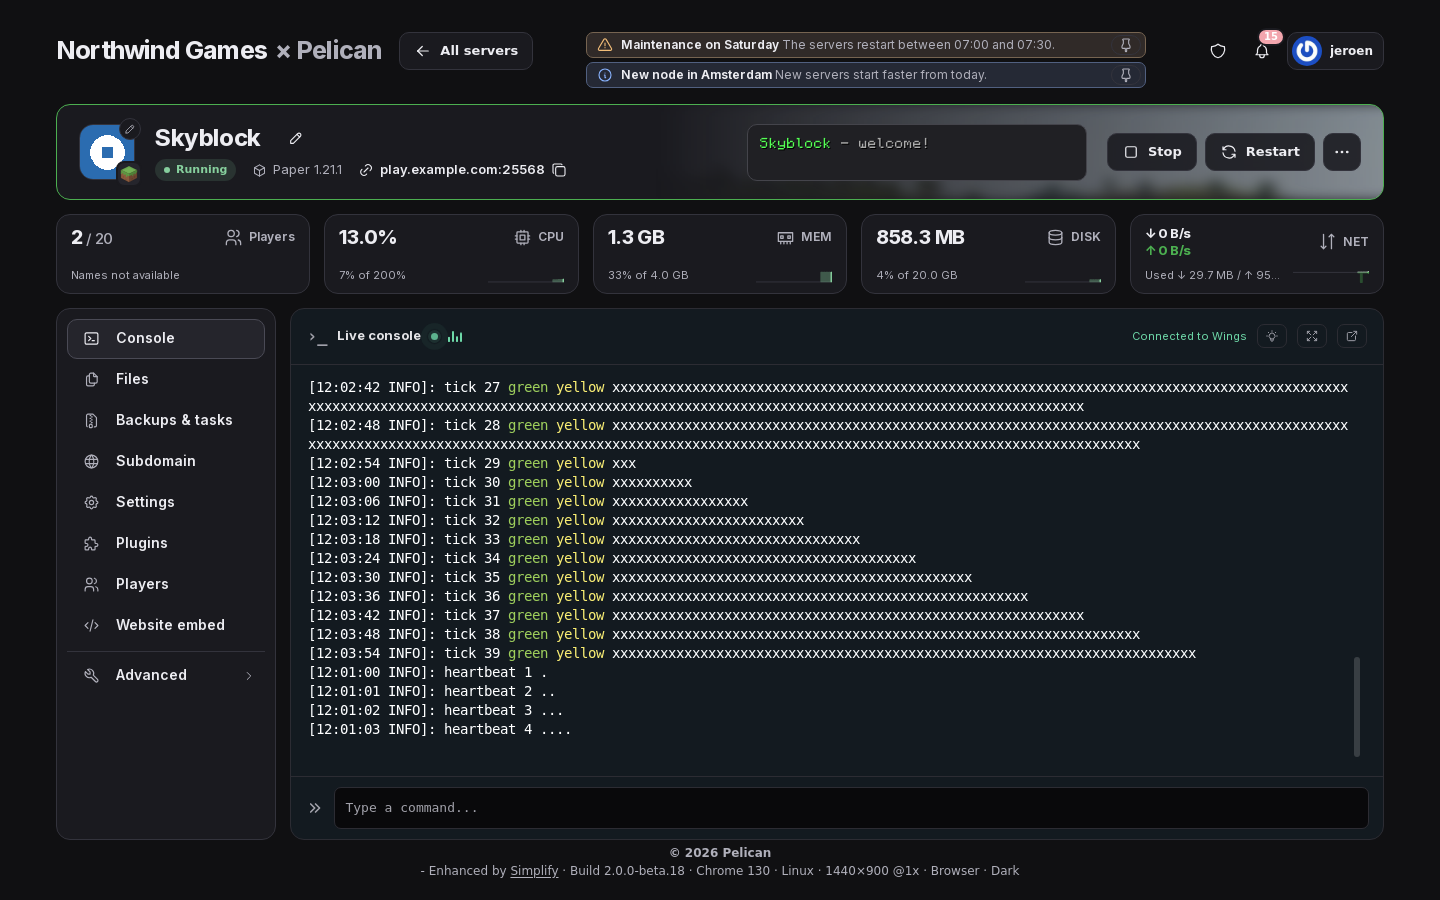 Northwind Games × Pelican
All servers
Maintenance on Saturday The servers restart between 07:00 and 07:30.
New node in Amsterdam New servers start faster from today.
15
jeroen
Skyblock
Running
Paper 1.21.1
play.example.com:25568
Skyblock - welcome!
Stop
Restart
2 / 20
Players
Names not available
13.0%
CPU
7% of 200%
1.3 GB
MEM
33% of 4.0 GB
858.3 MB
DISK
4% of 20.0 GB
↓ 0 B/s
↑ 0 B/s
NET
Used ↓ 29.7 MB / ↑ 95...
Console
Files
Backups & tasks
Subdomain
Settings
Plugins
Players
Website embed
Advanced
Live console
Connected to Wings
[12:02:42 INFO]: tick 27 green yellow xxxxxxxxxxxxxxxxxxxxxxxxxxxxxxxxxxxxxxxxxxxxxxxxxxxxxxxxxxxxxxxxxxxxxxxxxxxxxxxxxxxxxxxxxxxx
xxxxxxxxxxxxxxxxxxxxxxxxxxxxxxxxxxxxxxxxxxxxxxxxxxxxxxxxxxxxxxxxxxxxxxxxxxxxxxxxxxxxxxxxxxxxxxxxx
[12:02:48 INFO]: tick 28 green yellow xxxxxxxxxxxxxxxxxxxxxxxxxxxxxxxxxxxxxxxxxxxxxxxxxxxxxxxxxxxxxxxxxxxxxxxxxxxxxxxxxxxxxxxxxxxx
xxxxxxxxxxxxxxxxxxxxxxxxxxxxxxxxxxxxxxxxxxxxxxxxxxxxxxxxxxxxxxxxxxxxxxxxxxxxxxxxxxxxxxxxxxxxxxxxxxxxxxxx
[12:02:54 INFO]: tick 29 green yellow xxx
[12:03:00 INFO]: tick 30 green yellow xxxxxxxxxx
[12:03:06 INFO]: tick 31 green yellow xxxxxxxxxxxxxxxxx
[12:03:12 INFO]: tick 32 green yellow xxxxxxxxxxxxxxxxxxxxxxxx
[12:03:18 INFO]: tick 33 green yellow xxxxxxxxxxxxxxxxxxxxxxxxxxxxxxx
[12:03:24 INFO]: tick 34 green yellow xxxxxxxxxxxxxxxxxxxxxxxxxxxxxxxxxxxxxx
[12:03:30 INFO]: tick 35 green yellow xxxxxxxxxxxxxxxxxxxxxxxxxxxxxxxxxxxxxxxxxxxxx
[12:03:36 INFO]: tick 36 green yellow xxxxxxxxxxxxxxxxxxxxxxxxxxxxxxxxxxxxxxxxxxxxxxxxxxxx
[12:03:42 INFO]: tick 37 green yellow xxxxxxxxxxxxxxxxxxxxxxxxxxxxxxxxxxxxxxxxxxxxxxxxxxxxxxxxxxx
[12:03:48 INFO]: tick 38 green yellow xxxxxxxxxxxxxxxxxxxxxxxxxxxxxxxxxxxxxxxxxxxxxxxxxxxxxxxxxxxxxxxxxx
[12:03:54 INFO]: tick 39 green yellow xxxxxxxxxxxxxxxxxxxxxxxxxxxxxxxxxxxxxxxxxxxxxxxxxxxxxxxxxxxxxxxxxxxxxxxxx
[12:01:00 INFO]: heartbeat 1 .
[12:01:01 INFO]: heartbeat 2 ..
[12:01:02 INFO]: heartbeat 3 ...
[12:01:03 INFO]: heartbeat 4 ....
Type a command...
© 2026 Pelican
- Enhanced by Simplify · Build 2.0.0-beta.18 · Chrome 130 · Linux · 1440×900 @1x · Browser · Dark